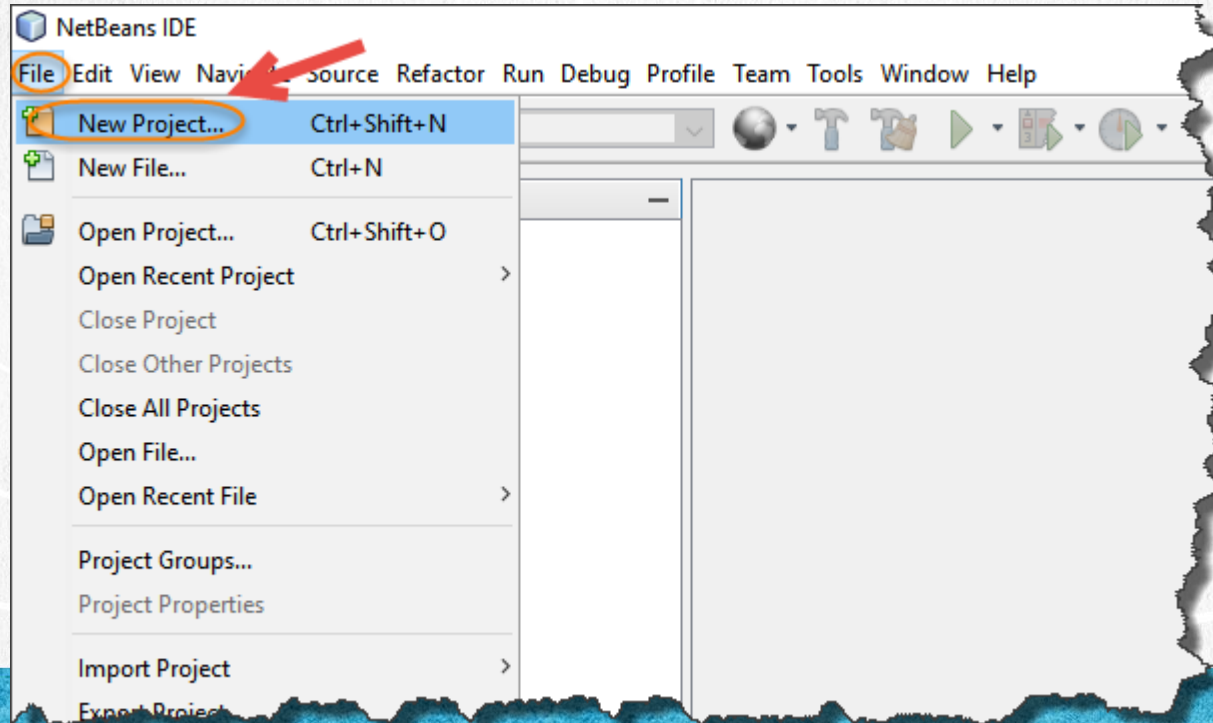 NetBeans IDE
File Edit View Source Refactor Run Debug Profile Team Tools Window Help
New Project... Ctrl+Shift+N
New File... Ctrl+N
Open Project... Ctrl+Shift+O
Open Recent Project
Close Project
Close Other Projects
Close All Projects
Open File...
Open Recent File
Project Groups...
Project Properties
Import Project
Export Project